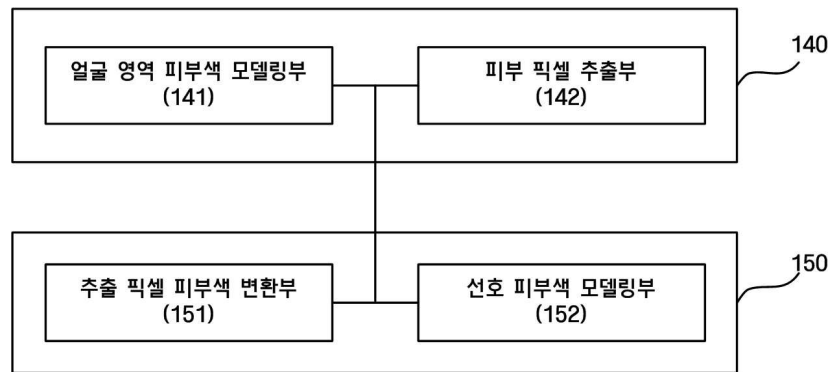 140
얼굴 영역 피부색 모델링부
(141)
피부 픽셀 추출부
(142)
150
추출 픽셀 피부색 변환부
(151)
선호 피부색 모델링부
(152)